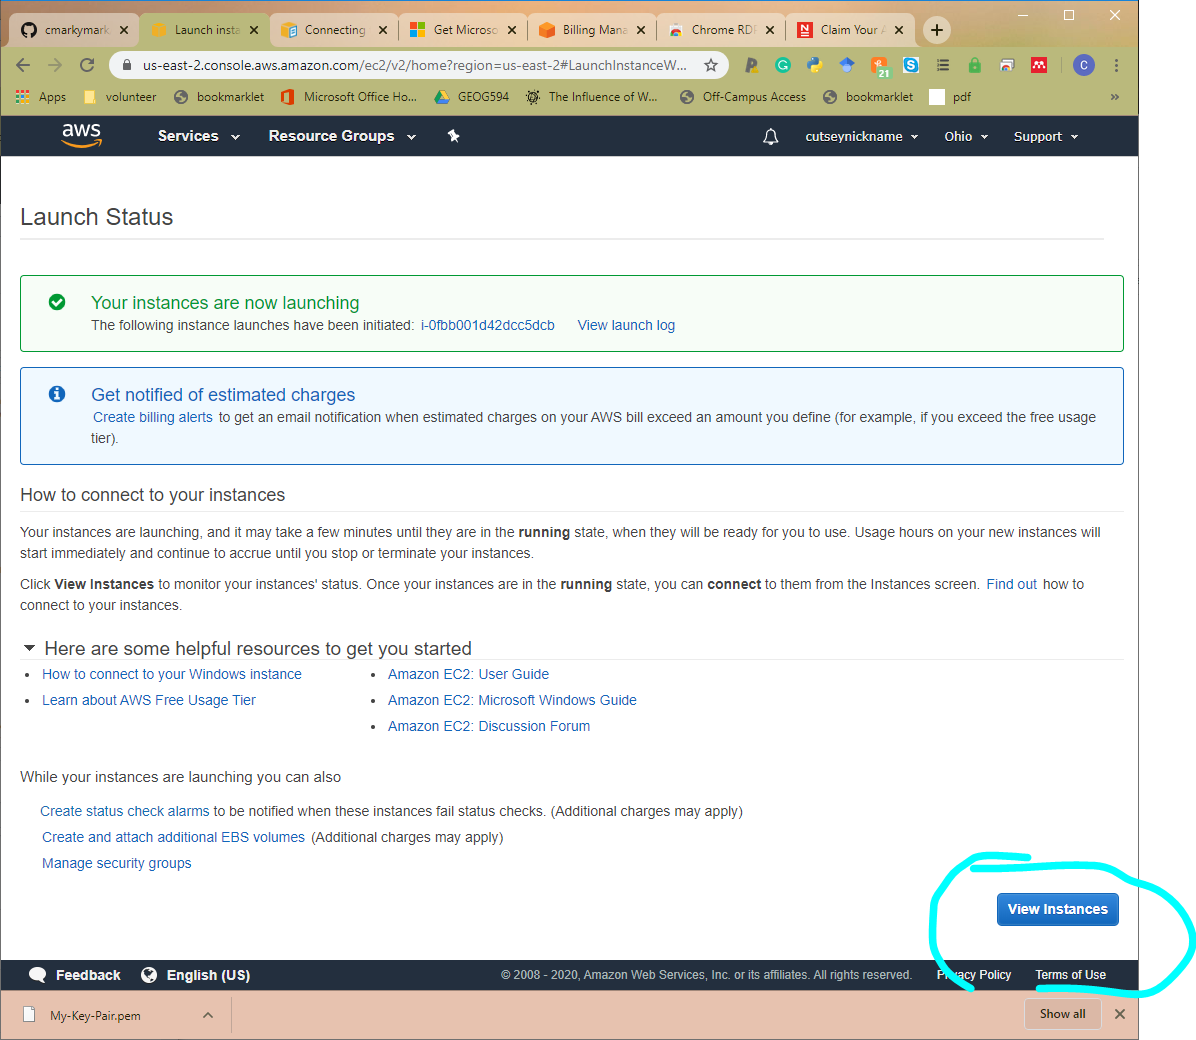 cmarkymark
Launch insta
Connecting
Get Microso
Billing Mana
Chrome RDP
Claim Your A
us-east-2.console.aws.amazon.com/ec2/v2/home?region=us-east-2#LaunchInstanceW...
21
C
Apps
volunteer
bookmarklet
Microsoft Office Ho...
GEOG594
The Influence of W...
Off-Campus Access
bookmarklet
pdf
»
aws
Services
Resource Groups
cutseynickname
Ohio
Support
Launch Status
Your instances are now launching
The following instance launches have been initiated: i-0fbb001d42dcc5dcb View launch log
Get notified of estimated charges
Create billing alerts to get an email notification when estimated charges on your AWS bill exceed an amount you define (for example, if you exceed the free usage
tier).
How to connect to your instances
Your instances are launching, and it may take a few minutes until they are in the running state, when they will be ready for you to use. Usage hours on your new instances will
start immediately and continue to accrue until you stop or terminate your instances.
Click View Instances to monitor your instances' status. Once your instances are in the running state, you can connect to them from the Instances screen. Find out how to
connect to your instances.
Here are some helpful resources to get you started
• How to connect to your Windows instance
• Learn about AWS Free Usage Tier
• Amazon EC2: User Guide
• Amazon EC2: Microsoft Windows Guide
• Amazon EC2: Discussion Forum
While your instances are launching you can also
Create status check alarms to be notified when these instances fail status checks. (Additional charges may apply)
Create and attach additional EBS volumes (Additional charges may apply)
Manage security groups
View Instances
Feedback
English (US)
© 2008 - 2020, Amazon Web Services, Inc. or its affiliates. All rights reserved.
Privacy Policy
Terms of Use
My-Key-Pair.pem
Show all